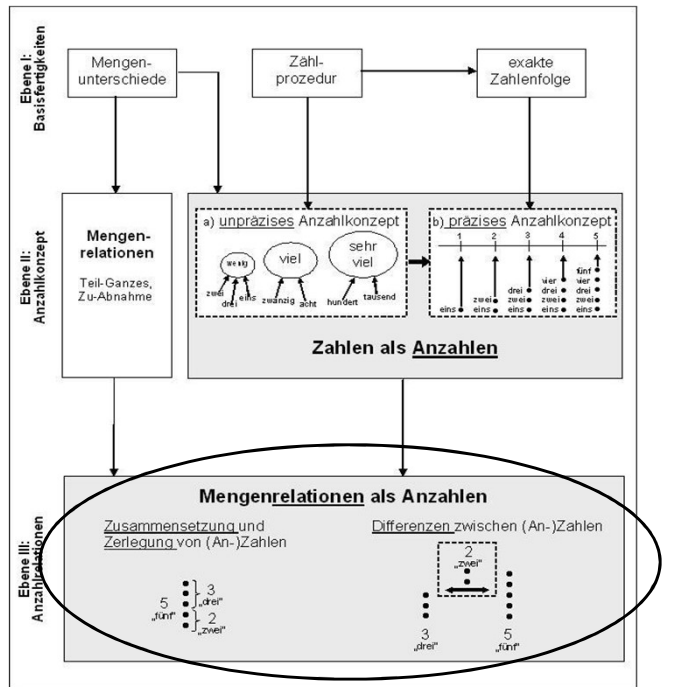 Ebene I:
Basisfertigkeiten
Mengen-
unterschiede
Zähl-
prozedur
exakte
Zahlenfolge
Ebene II:
Anzahlkonzept
Mengen-
relationen
Teil-Ganzes,
Zu-Abnahme
a) unpräzises Anzahlkonzept
wenig
viel
sehr
viel
zwei
drei
eins
zwanzig
acht
hundert
tausend
b) präzises Anzahlkonzept
1 2 3 4 5
eins
zwei
eins
drei
zwei
eins
vier
drei
zwei
eins
fünf
vier
drei
zwei
eins
Zahlen als Anzahlen
Ebene III:
Anzahlrelationen
Mengenrelationen als Anzahlen
Zusammensetzung und
Zerlegung von (An-)Zahlen
5
„fünf“
3
„drei“
2
„zwei“
Differenzen zwischen (An-)Zahlen
2
„zwei“
3
„drei“
5
„fünf“